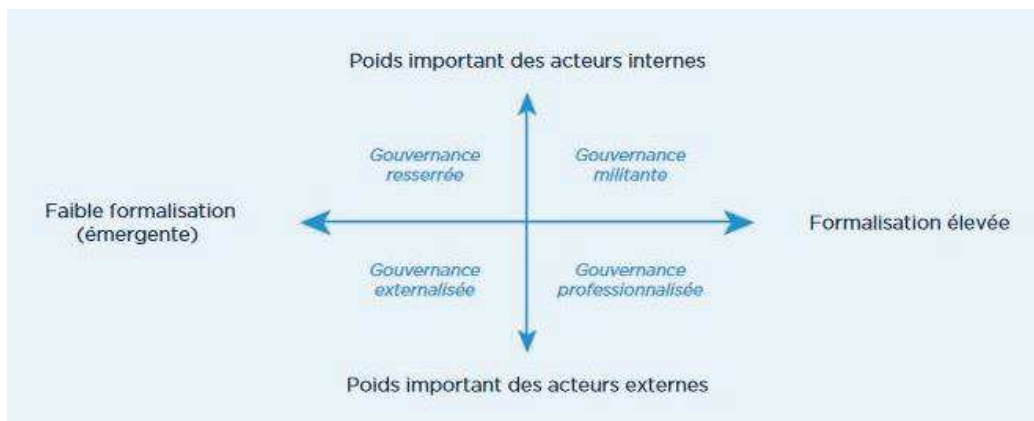 Poids important des acteurs internes
Gouvernance
resserrée
Gouvernance
militante
Faible formalisation
(émergente)
Formalisation élevée
Gouvernance
externalisée
Gouvernance
professionnalisée
Poids important des acteurs externes